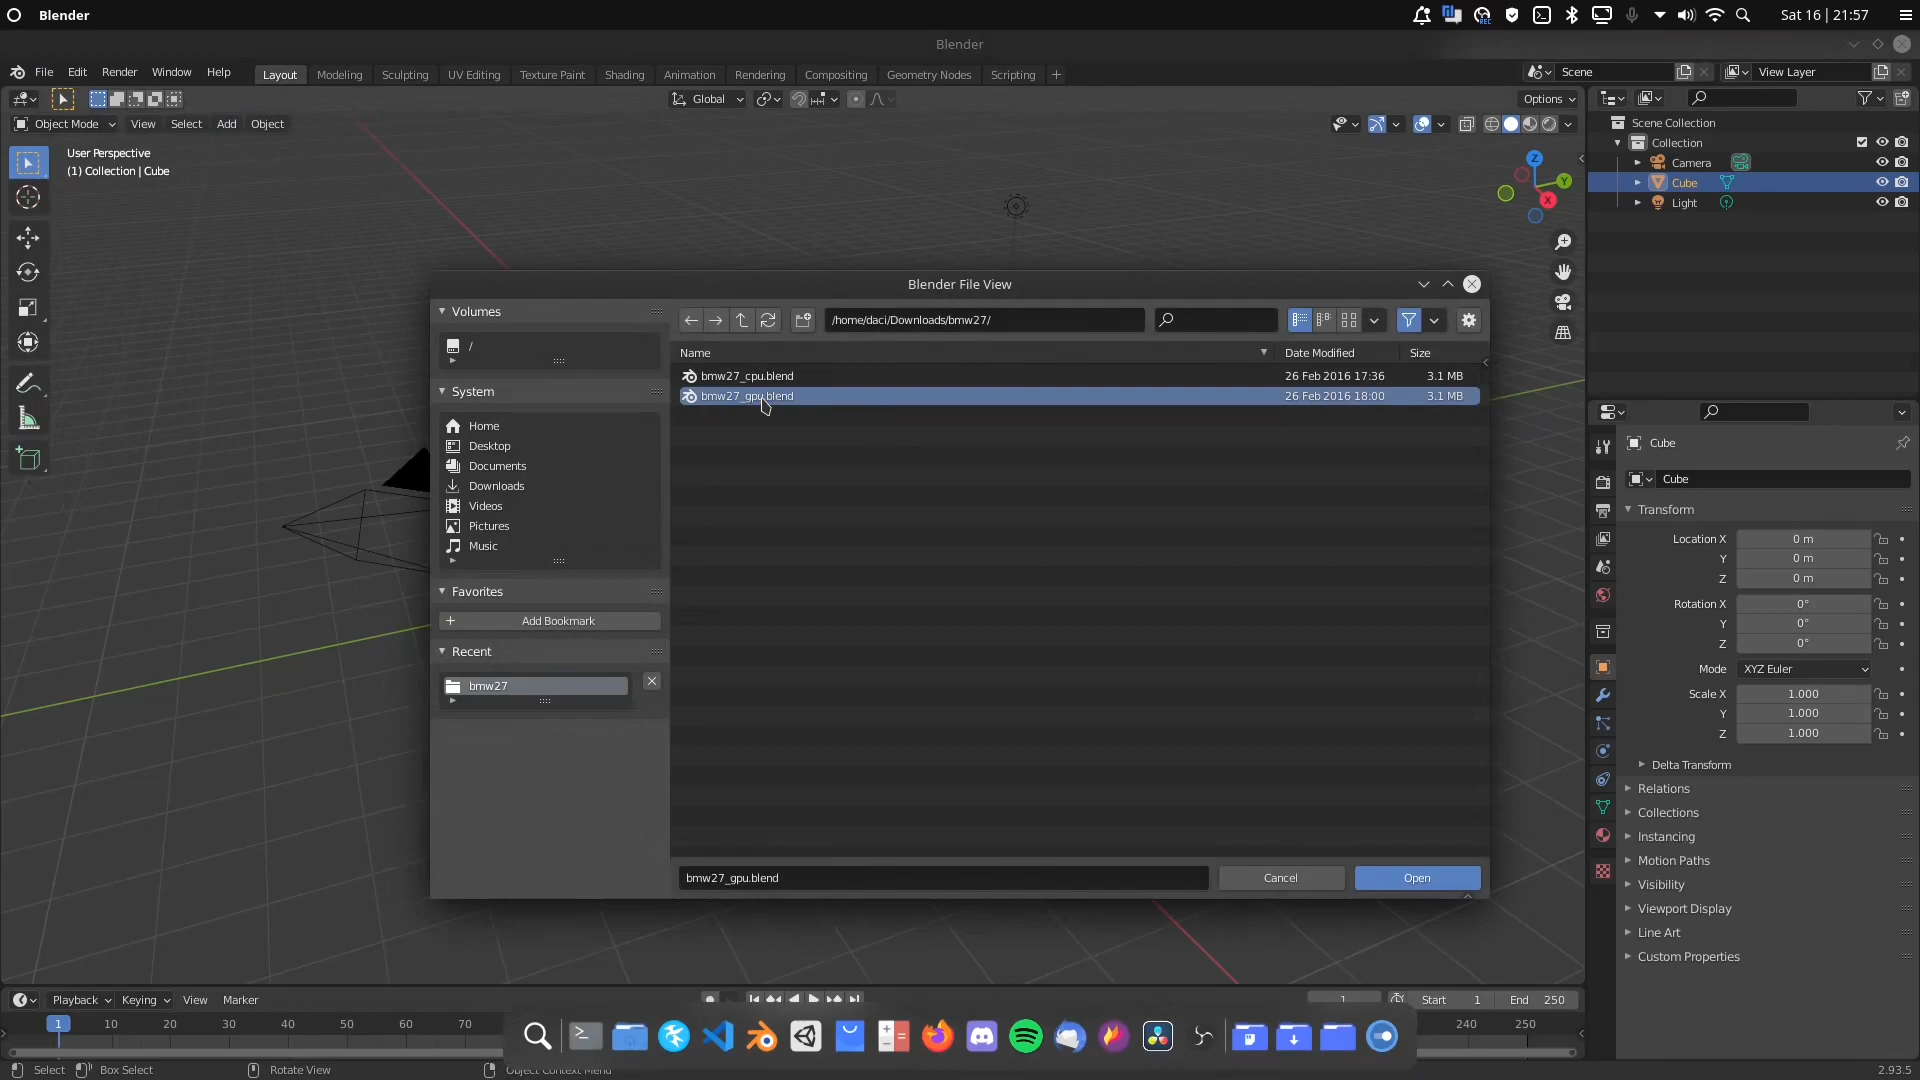 Blender
Sat 16 | 21:57
Blender
File Edit Render Window Help
Layout Modeling Sculpting UV Editing Texture Paint Shading Animation Rendering Compositing Geometry Nodes Scripting
Scene
View Layer
Global
Options
Object Mode View Select Add Object
User Perspective
(1) Collection | Cube
Z
Y
X
Scene Collection
Collection
Camera
Cube
Light
Blender File View
Volumes
/
System
Home
Desktop
Documents
Downloads
Videos
Pictures
Music
Favorites
Add Bookmark
Recent
bmw27
/home/daci/Downloads/bmw27/
Name Date Modified Size
bmw27_cpu.blend 26 Feb 2016 17:36 3.1 MB
bmw27_gpu.blend 26 Feb 2016 18:00 3.1 MB
bmw27_gpu.blend
Cancel
Open
Cube
Cube
Transform
Location X 0 m
Y 0 m
Z 0 m
Rotation X 0°
Y 0°
Z 0°
Mode XYZ Euler
Scale X 1.000
Y 1.000
Z 1.000
Delta Transform
Relations
Collections
Instancing
Motion Paths
Visibility
Viewport Display
Line Art
Custom Properties
Playback Keying View Marker
1 Start 1 End 250
1 10 20 30 40 50 60 70 240 250
Select Box Select Rotate View Object Context Menu
2.93.5